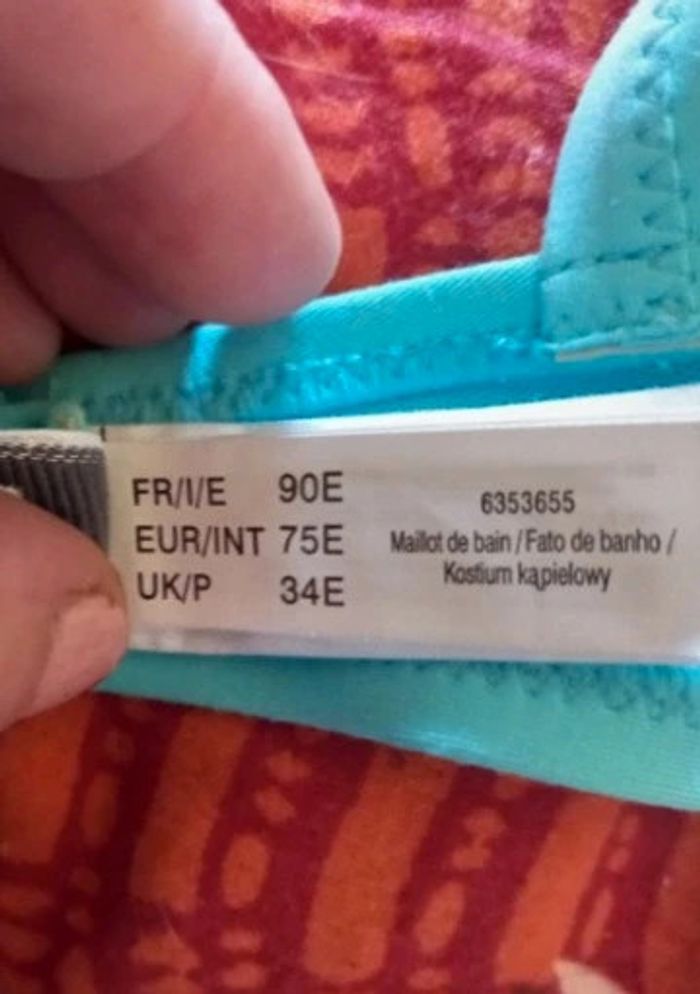 FR/I/E 90E
EUR/INT 75E
UK/P 34E
6353655
Maillot de bain / Fato de banho /
Kostium kąpielowy